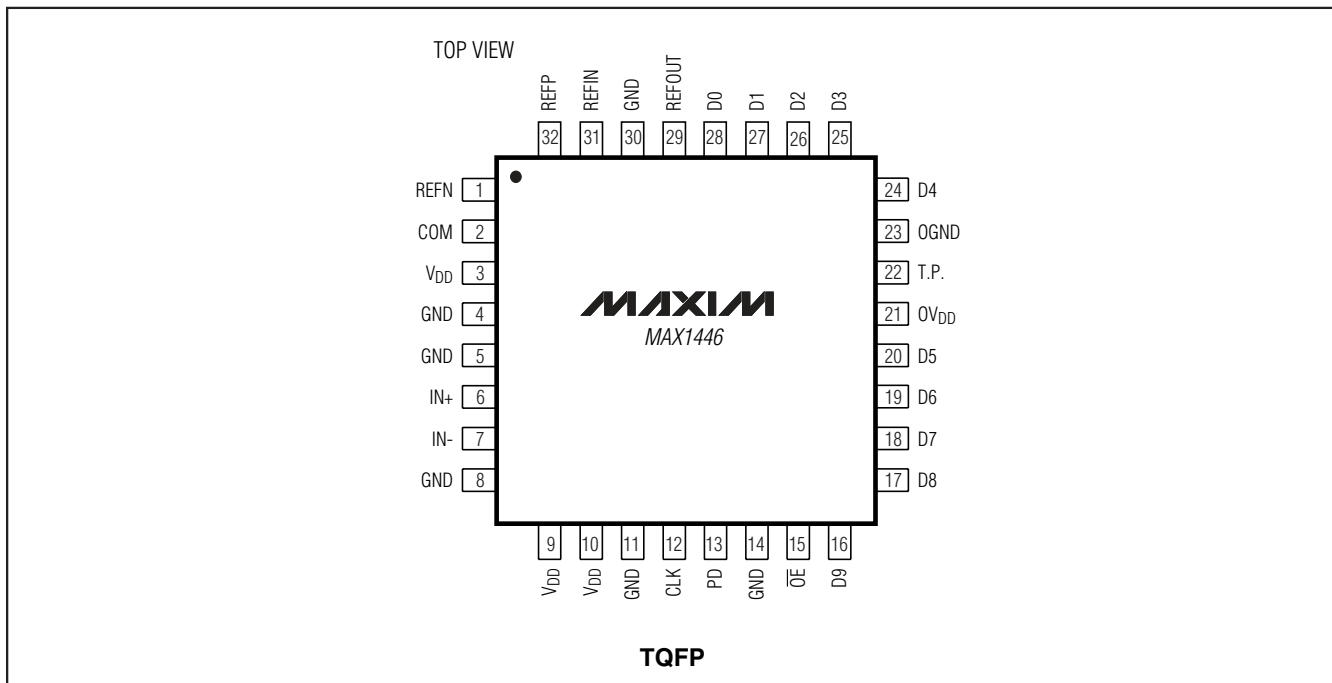 TOP VIEW
REFP
REFIN
GND
REFOUT
D0
D1
D2
D3
32 31 30 29 28 27 26 25
REFN 1
COM 2
VDD 3
GND 4
GND 5
IN+ 6
IN- 7
GND 8
MAXIM
MAX1446
24 D4
23 OGND
22 T.P.
21 OVDD
20 D5
19 D6
18 D7
17 D8
9 10 11 12 13 14 15 16
VDD
VDD
GND
CLK
PD
GND
O̅E̅
D9
TQFP